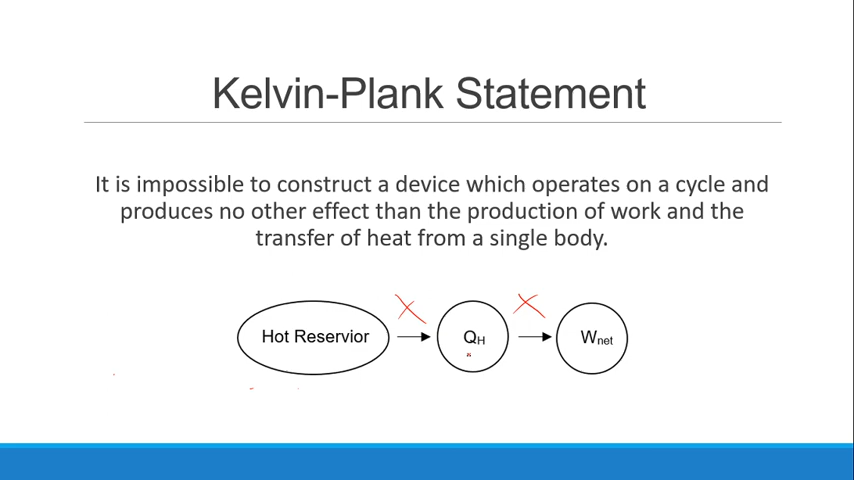 Kelvin-Plank Statement
It is impossible to construct a device which operates on a cycle and
produces no other effect than the production of work and the
transfer of heat from a single body.
Hot Reservior
QH
Wnet